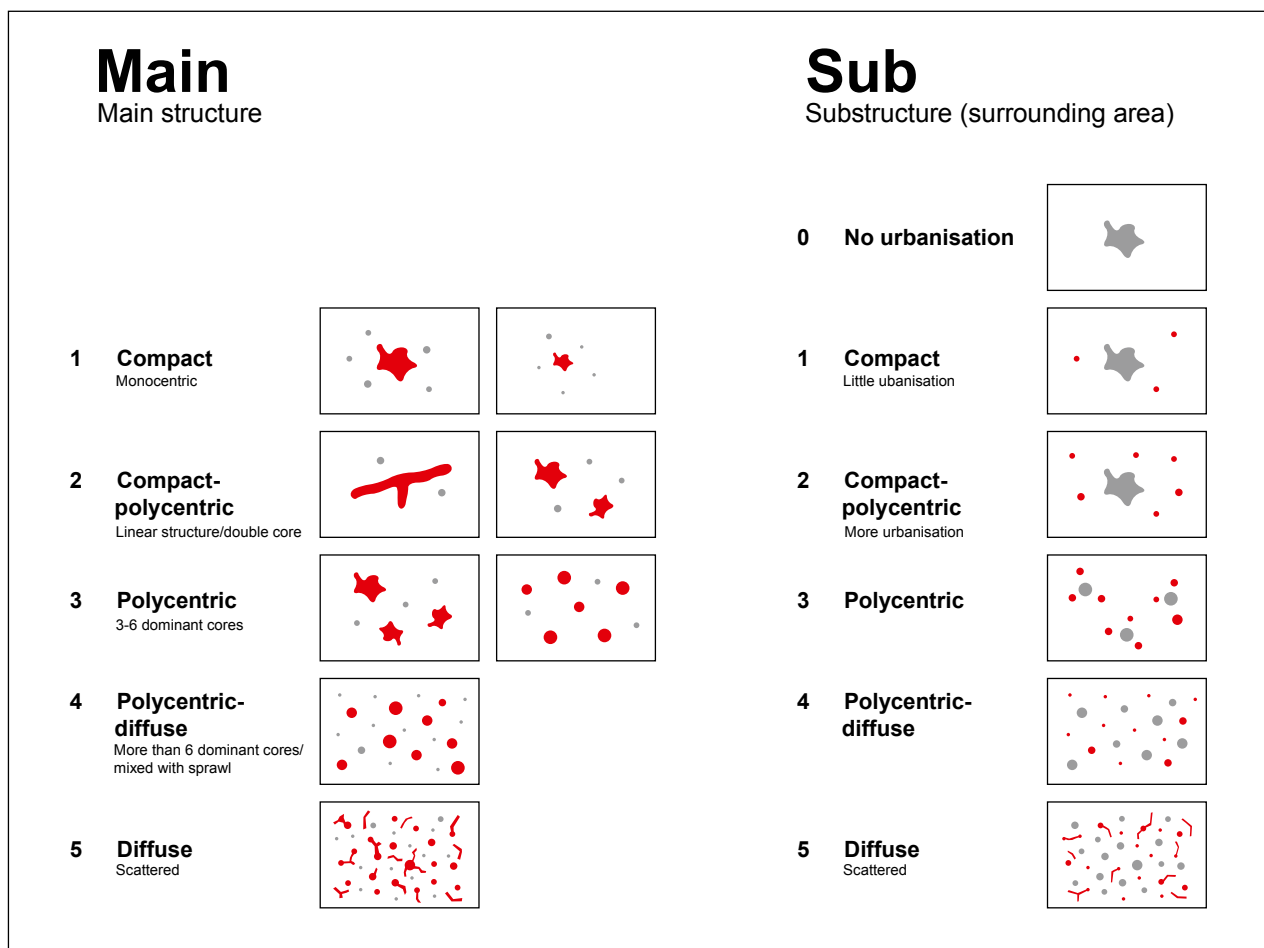 Main
Main structure
1 Compact
Monocentric
2 Compact-
polycentric
Linear structure/double core
3 Polycentric
3-6 dominant cores
4 Polycentric-
diffuse
More than 6 dominant cores/
mixed with sprawl
5 Diffuse
Scattered
Sub
Substructure (surrounding area)
0 No urbanisation
1 Compact
Little ubanisation
2 Compact-
polycentric
More urbanisation
3 Polycentric
4 Polycentric-
diffuse
5 Diffuse
Scattered